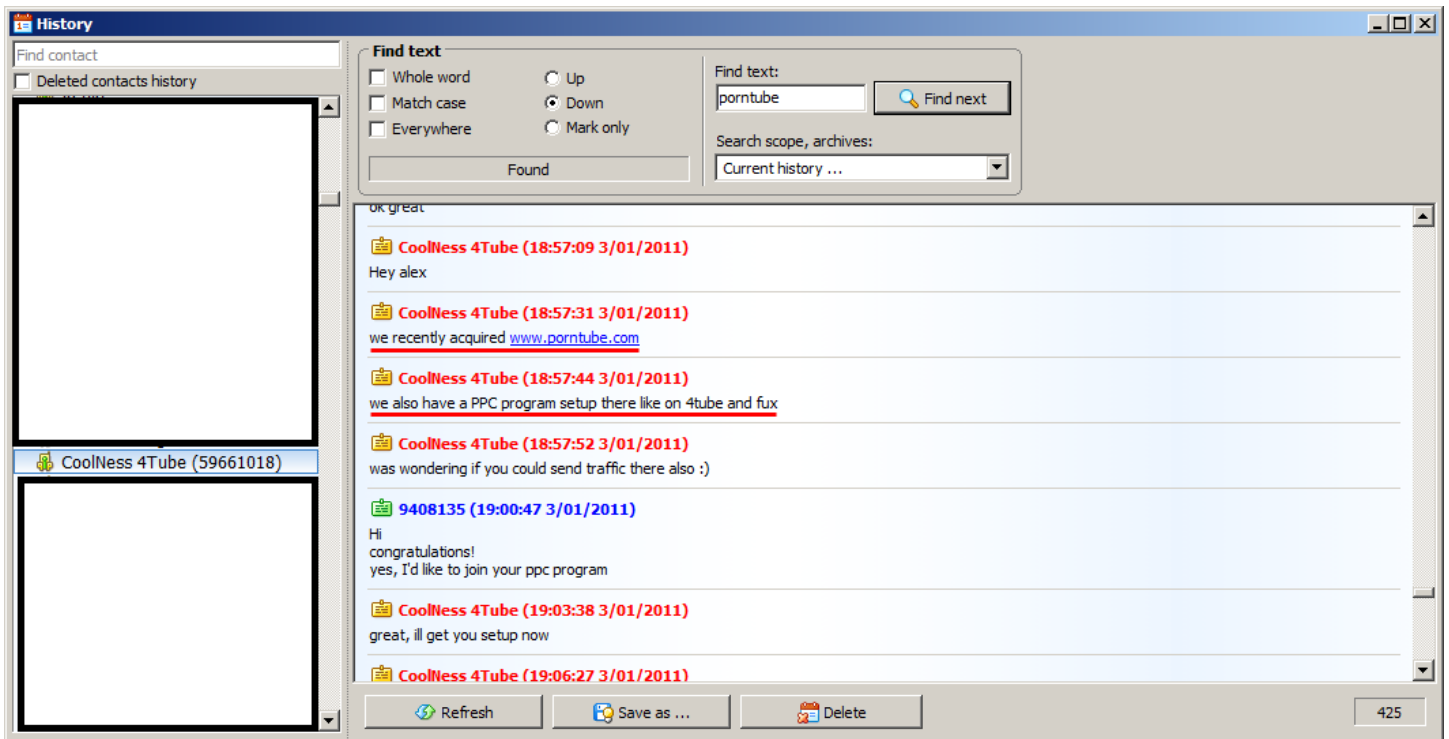 History
Find contact
Deleted contacts history
CoolNess 4Tube (59661018)
Find text
Whole word
Match case
Everywhere
Up
Down
Mark only
Found
Find text:
porntube
Find next
Search scope, archives:
Current history ...
ok great
CoolNess 4Tube (18:57:09 3/01/2011)
Hey alex
CoolNess 4Tube (18:57:31 3/01/2011)
we recently acquired www.porntube.com
CoolNess 4Tube (18:57:44 3/01/2011)
we also have a PPC program setup there like on 4tube and fux
CoolNess 4Tube (18:57:52 3/01/2011)
was wondering if you could send traffic there also :)
9408135 (19:00:47 3/01/2011)
Hi
congratulations!
yes, I'd like to join your ppc program
CoolNess 4Tube (19:03:38 3/01/2011)
great, ill get you setup now
CoolNess 4Tube (19:06:27 3/01/2011)
Refresh
Save as ...
Delete
425